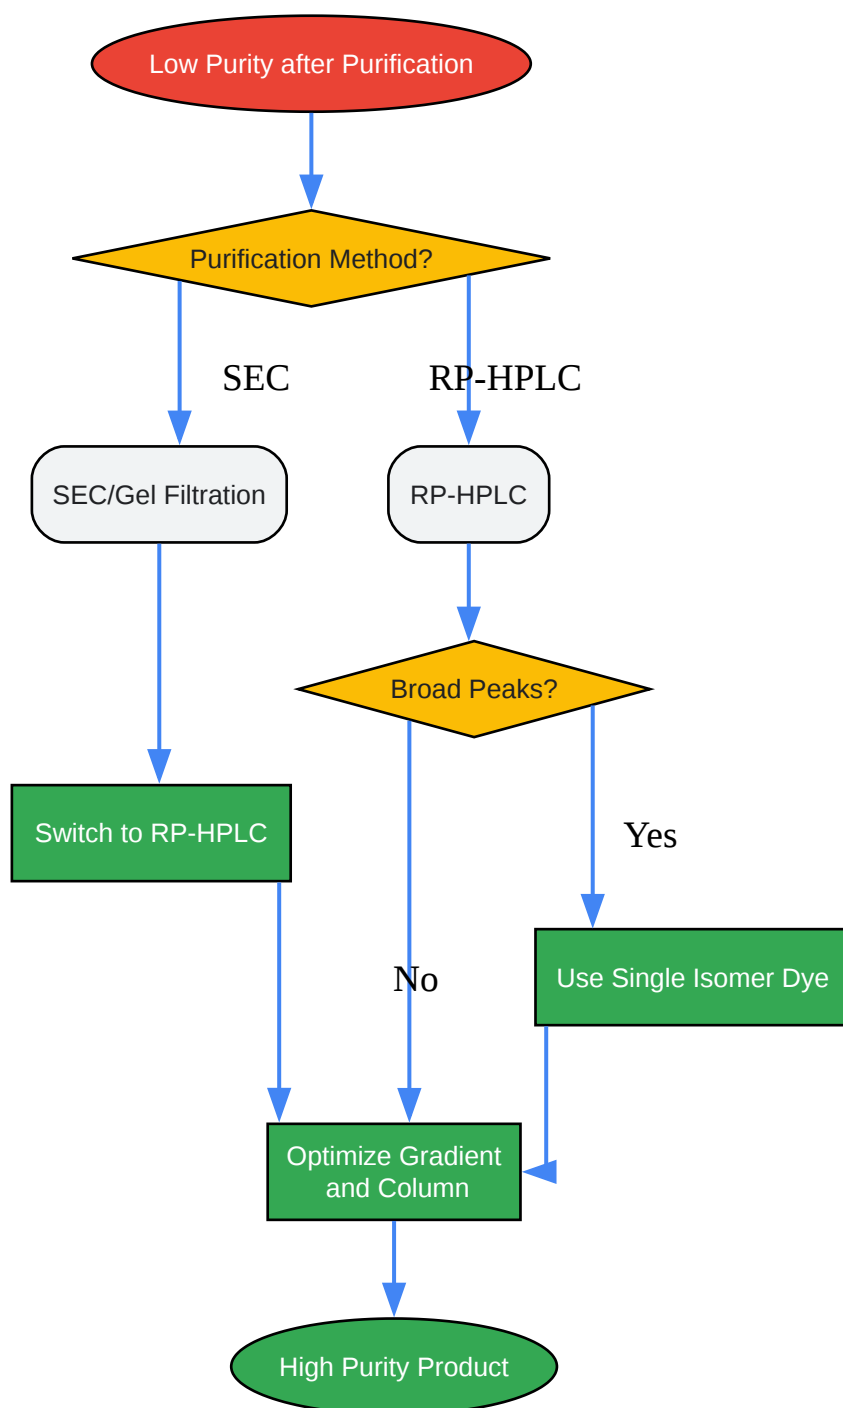 Low Purity after Purification
Purification Method?
SEC
RP-HPLC
SEC/Gel Filtration
RP-HPLC
Broad Peaks?
Switch to RP-HPLC
Yes
No
Use Single Isomer Dye
Optimize Gradient
and Column
High Purity Product